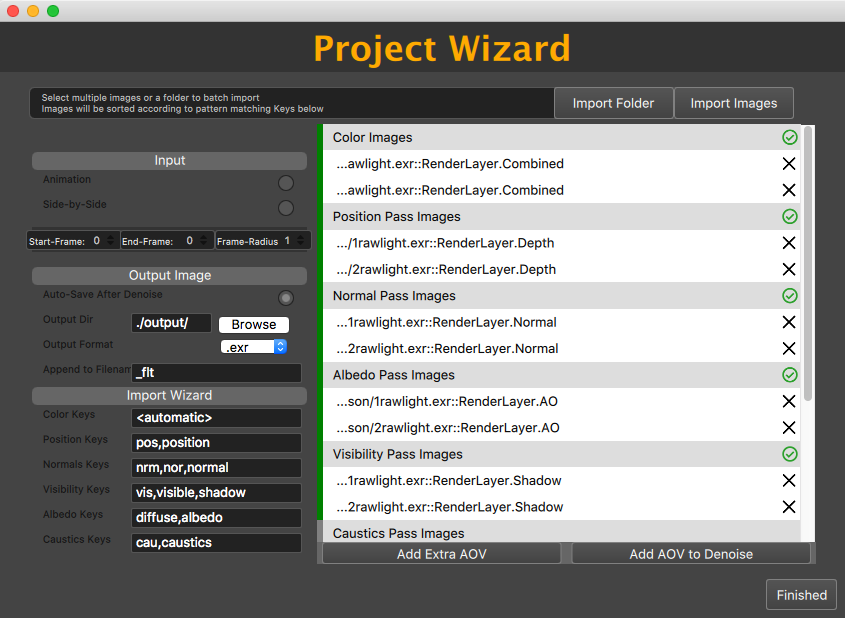 Project Wizard
Select multiple images or a folder to batch import
Images will be sorted according to pattern matching Keys below
Import Folder
Import Images
Input
Animation
Side-by-Side
Start-Frame: 0
End-Frame: 0
Frame-Radius 1
Output Image
Auto-Save After Denoise
Output Dir
./output/
Browse
Output Format
.exr
Append to Filenam
_flt
Import Wizard
Color Keys
<automatic>
Position Keys
pos,position
Normals Keys
nrm,nor,normal
Visibility Keys
vis,visible,shadow
Albedo Keys
diffuse,albedo
Caustics Keys
cau,caustics
Color Images
...awlight.exr::RenderLayer.Combined
...awlight.exr::RenderLayer.Combined
Position Pass Images
.../1rawlight.exr::RenderLayer.Depth
.../2rawlight.exr::RenderLayer.Depth
Normal Pass Images
...1rawlight.exr::RenderLayer.Normal
...2rawlight.exr::RenderLayer.Normal
Albedo Pass Images
...son/1rawlight.exr::RenderLayer.AO
...son/2rawlight.exr::RenderLayer.AO
Visibility Pass Images
...1rawlight.exr::RenderLayer.Shadow
...2rawlight.exr::RenderLayer.Shadow
Caustics Pass Images
Add Extra AOV
Add AOV to Denoise
Finished